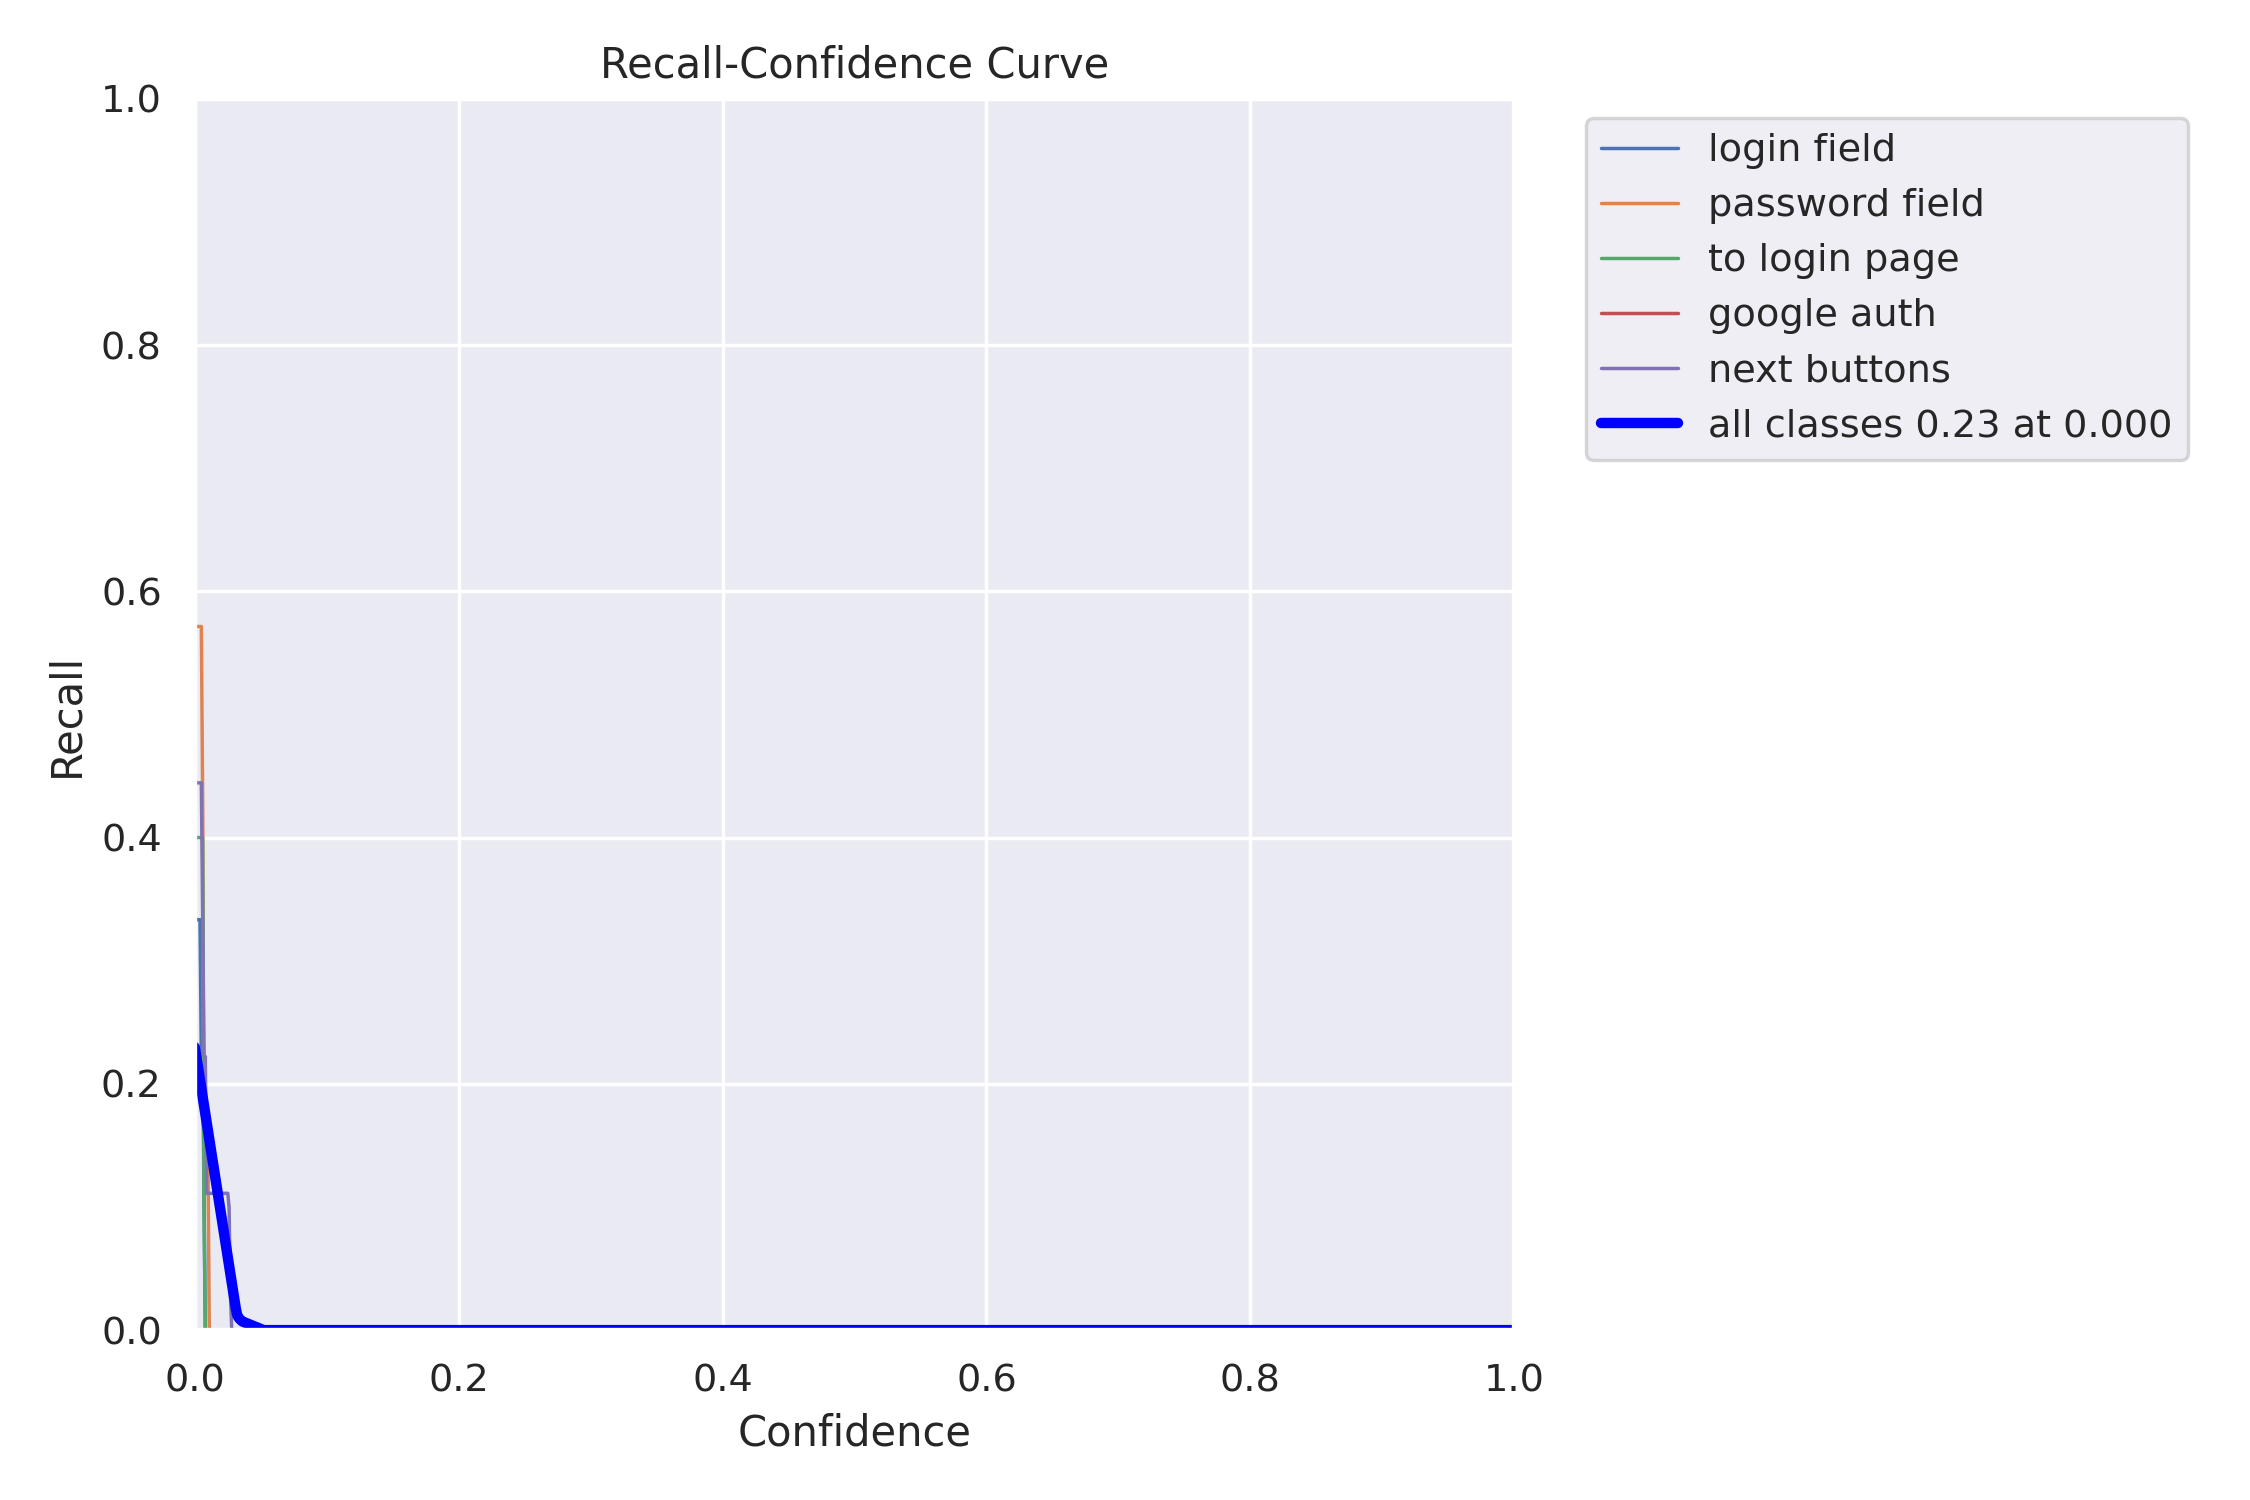 Recall-Confidence Curve
1.0
0.8
0.6
0.4
0.2
0.0
Recall
0.0 0.2 0.4 0.6 0.8 1.0
Confidence
login field
password field
to login page
google auth
next buttons
all classes 0.23 at 0.000